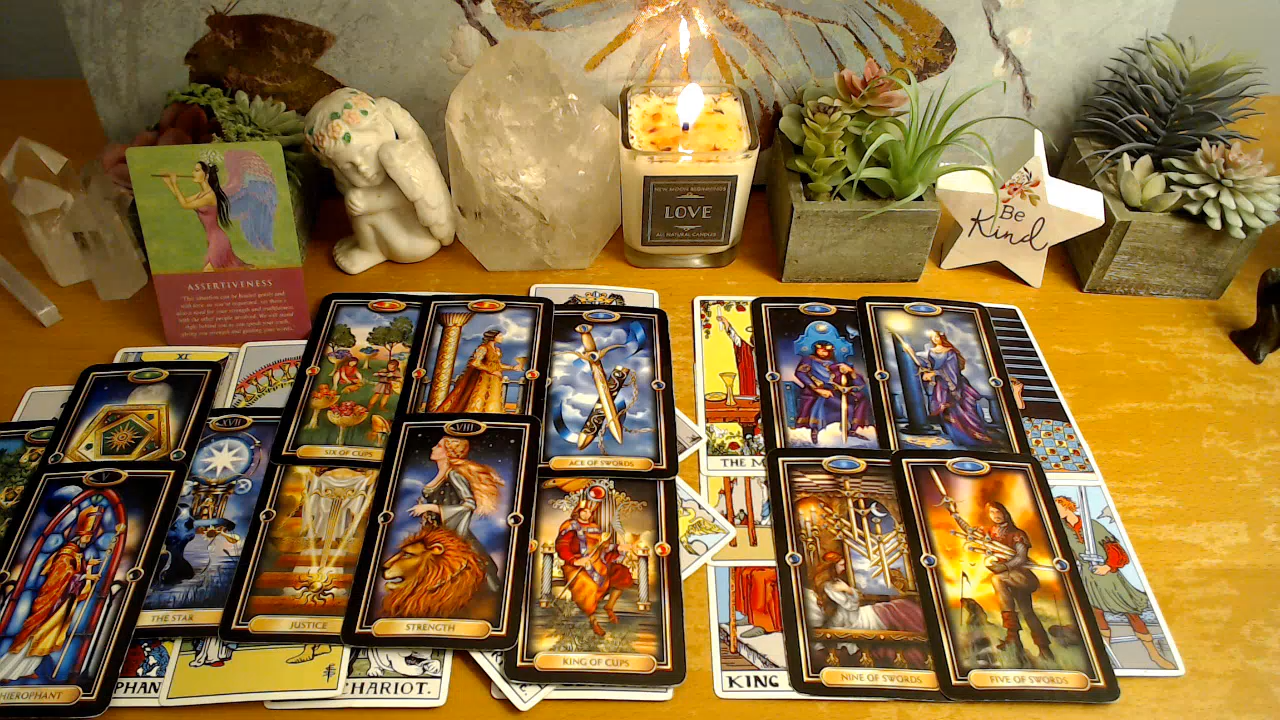 NEW MOON BEGINNINGS
LOVE
ALL NATURAL CANDLES
Be
Kind
ASSERTIVENESS
XI
SIX OF CUPS
ACE OF SWORDS
THE M
V
XVII
VIII
THE STAR
JUSTICE
STRENGTH
KING OF CUPS
NINE OF SWORDS
FIVE OF SWORDS
HIEROPHANT
PHAN
CHARIOT.
KING